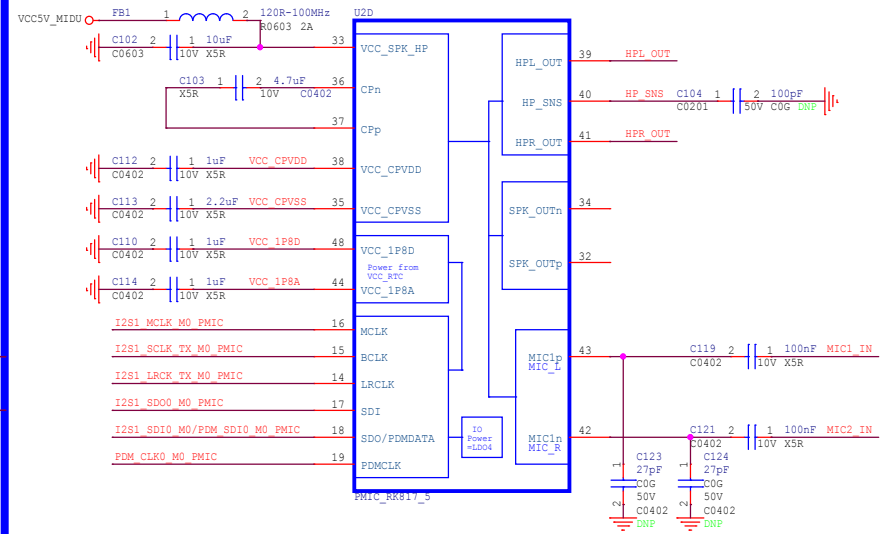 FB1 1 2 120R-100MHz U2D
VCC5V_MIDU R0603 2A
C102 2 1 10uF 33 VCC_SPK_HP
C0603 10V X5R
39 HPL_OUT
HPL_OUT
C103 1 2 4.7uF 36 CPn
X5R 10V C0402
40 HP_SNS C104 1 2 100pF
HP_SNS C0201 50V C0G DNP
37 CPp
41 HPR_OUT
HPR_OUT
C112 2 1 1uF VCC_CPVDD 38 VCC_CPVDD
C0402 10V X5R
C113 2 1 2.2uF VCC_CPVSS 35 VCC_CPVSS
C0402 10V X5R
34 SPK_OUTn
C110 2 1 1uF VCC_1P8D 48 VCC_1P8D
C0402 10V X5R
32 SPK_OUTp
Power from
VCC_RTC
C114 2 1 1uF VCC_1P8A 44 VCC_1P8A
C0402 10V X5R
I2S1_MCLK_M0_PMIC 16 MCLK
I2S1_SCLK_TX_M0_PMIC 15 BCLK
I2S1_LRCK_TX_M0_PMIC 14 LRCLK
I2S1_SDO0_M0_PMIC 17 SDI
I2S1_SDI0_M0/PDM_SDI0_M0_PMIC 18 SDO/PDMDATA
PDM_CLK0_M0_PMIC 19 PDMCLK
IO
Power
=LDO4
MIC1p 43 C119 2 1 100nF MIC1_IN
MIC_L C0402 10V X5R
MIC1n 42 C121 2 1 100nF MIC2_IN
MIC_R C0402 10V X5R
1 C123 1 C124
27pF 27pF
C0G C0G
50V 50V
2 C0402 2 C0402
DNP DNP
PMIC_RK817_5